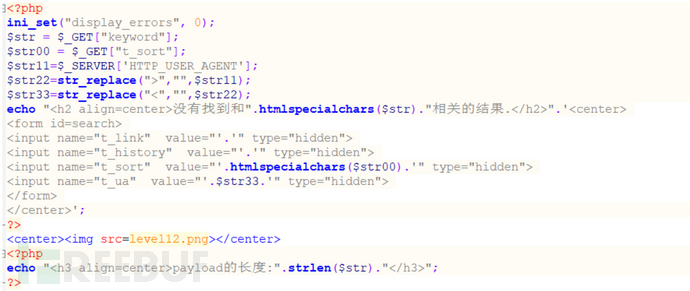 <?php
ini_set("display_errors", 0);
$str = $_GET["keyword"];
$str00 = $_GET["t_sort"];
$str11=$_SERVER['HTTP_USER_AGENT'];
$str22=str_replace(">","",$str11);
$str33=str_replace("<","",$str22);
echo "<h2 align=center>没有找到和".htmlspecialchars($str)."相关的结果.</h2>".'<center>
<form id=search>
<input name="t_link"  value="'.'" type="hidden">
<input name="t_history"  value="'.'" type="hidden">
<input name="t_sort"  value="'.htmlspecialchars($str00).'" type="hidden">
<input name="t_ua"  value="'.$str33.'" type="hidden">
</form>
</center>';
?>
<center><img src=level12.png></center>
<?php
echo "<h3 align=center>payload的长度:".strlen($str)."</h3>";
?>
REEBUF